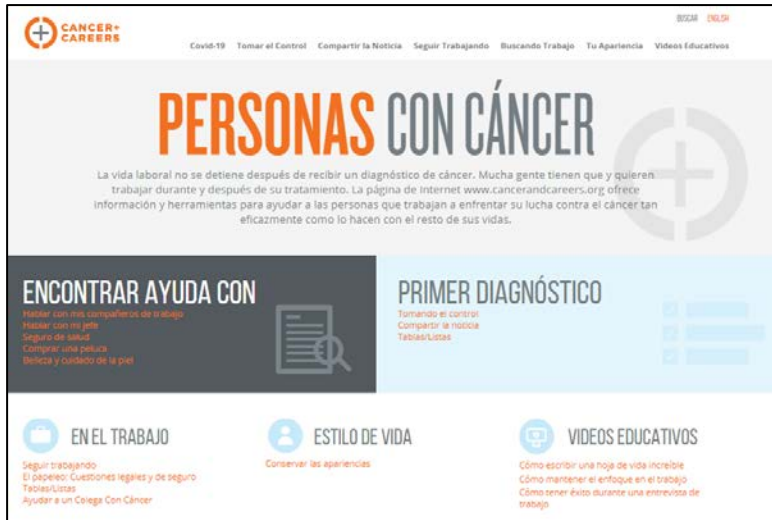 CANCER+
CAREERS
BUSCAR ENGLISH
Covid-19 Tomar el Control Compartir la Noticia Seguir Trabajando Buscando Trabajo Tu Apariencia Videos Educativos
PERSONAS CON CÁNCER
La vida laboral no se detiene después de recibir un diagnóstico de cáncer. Mucha gente tienen que y quieren
trabajar durante y después de su tratamiento. La página de Internet www.cancerandcareers.org ofrece
información y herramientas para ayudar a las personas que trabajan a enfrentar su lucha contra el cáncer tan
eficazmente como lo hacen con el resto de sus vidas.
ENCONTRAR AYUDA CON
Hablar con mis compañeros de trabajo
Hablar con mi jefe
Seguro de salud
Comprar una peluca
Belleza y cuidado de la piel
PRIMER DIAGNÓSTICO
Tomando el control
Compartir la noticia
Tablas/Listas
EN EL TRABAJO
Seguir trabajando
El papeleo: Cuestiones legales y de seguro
Tablas/Listas
Ayudar a un Colega Con Cáncer
ESTILO DE VIDA
Conservar las apariencias
VIDEOS EDUCATIVOS
Cómo escribir una hoja de vida increíble
Cómo mantener el enfoque en el trabajo
Cómo tener éxito durante una entrevista de
trabajo